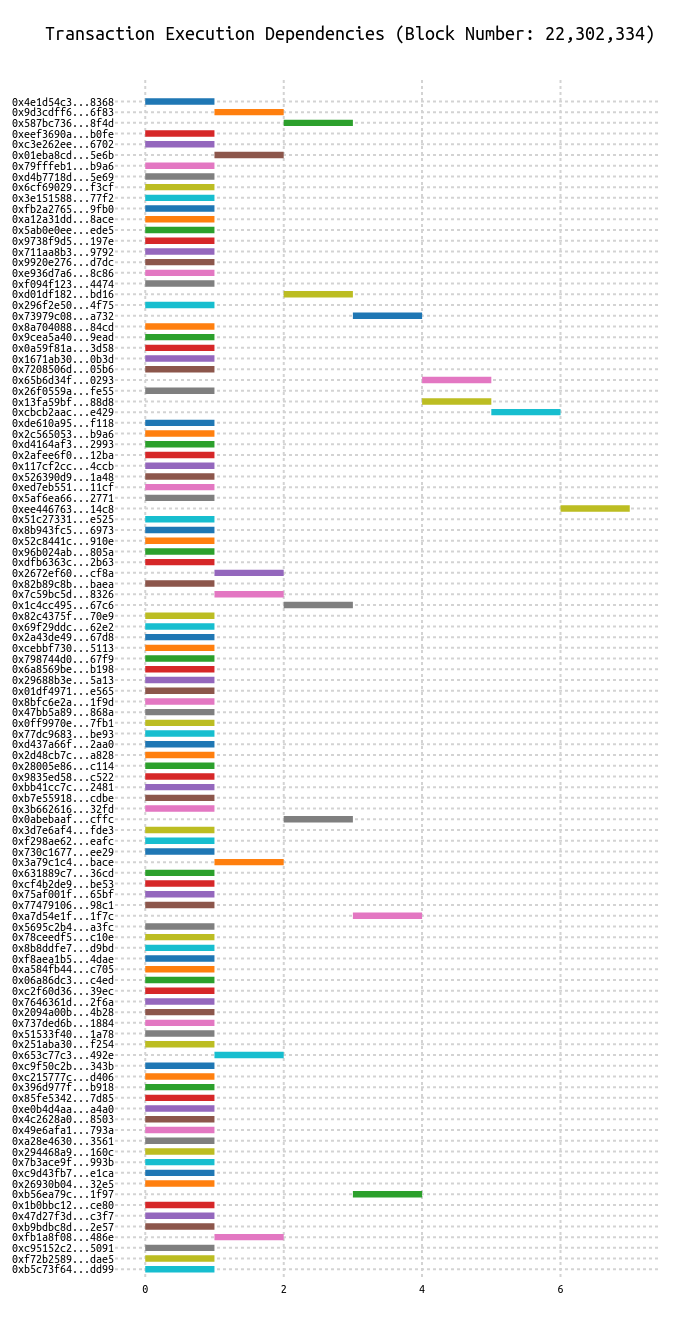 Transaction Execution Dependencies (Block Number: 22,302,334)
0x4e1d54c3...8368
0x9d3cdff6...6f83
0x587bc736...8f4d
0xeef3690a...b0fe
0xc3e262ee...6702
0x01eba8cd...5e6b
0x79fffeb1...b9a6
0xd4b7718d...5e69
0x6cf69029...f3cf
0x3e151588...77f2
0xfb2a2765...9fb0
0xa12a31dd...8ace
0x5ab0e0ee...ede5
0x9738f9d5...197e
0x711aa8b3...9792
0x9920e276...d7dc
0xe936d7a6...8c86
0xf094f123...4474
0xd01df182...bd16
0x296f2e50...4f75
0x73979c08...a732
0x8a704088...84cd
0x9cea5a40...9ead
0x0a59f81a...3d58
0x1671ab30...0b3d
0x7208506d...05b6
0x65b6d34f...0293
0x26f0559a...fe55
0x13fa59bf...88d8
0xcbcb2aac...e429
0xde610a95...f118
0x2c565053...b9a6
0xd4164af3...2993
0x2afee6f0...12ba
0x117cf2cc...4ccb
0x526390d9...1a48
0xed7eb551...11cf
0x5af6ea66...2771
0xee446763...14c8
0x51c27331...e525
0x8b943fc5...6973
0x52c8441c...910e
0x96b024ab...805a
0xdfb6363c...2b63
0x2672ef60...cf8a
0x82b89c8b...baea
0x7c59bc5d...8326
0x1c4cc495...67c6
0x82c4375f...70e9
0x69f29ddc...62e2
0x2a43de49...67d8
0xcebbf730...5113
0x798744d0...67f9
0x6a8569be...b198
0x29688b3e...5a13
0x01df4971...e565
0x8bfc6e2a...1f9d
0x47bb5a89...868a
0x0ff9970e...7fb1
0x77dc9683...be93
0xd437a66f...2aa0
0x2d48cb7c...a828
0x28005e86...c114
0x9835ed58...c522
0xbb41cc7c...2481
0xb7e55918...cdbe
0x3b662616...32fd
0x0abebaaf...cffc
0x3d7e6af4...fde3
0xf298ae62...eafc
0x730c1677...ee29
0x3a79c1c4...bace
0x631889c7...36cd
0xcf4b2de9...be53
0x75af001f...65bf
0x77479106...98c1
0xa7d54e1f...1f7c
0x5695c2b4...a3fc
0x78ceedf5...c10e
0x8b8ddfe7...d9bd
0xf8aea1b5...4dae
0xa584fb44...c705
0x06a86dc3...c4ed
0xc2f60d36...39ec
0x7646361d...2f6a
0x2094a00b...4b28
0x737ded6b...1884
0x51533f40...1a78
0x251aba30...f254
0x653c77c3...492e
0xc9f50c2b...343b
0xc215777c...d406
0x396d977f...b918
0x85fe5342...7d85
0xe0b4d4aa...a4a0
0x4c2628a0...8503
0x49e6afa1...793a
0xa28e4630...3561
0x294468a9...160c
0x7b3ace9f...993b
0xc9d43fb7...e1ca
0x26930b04...32e5
0xb56ea79c...1f97
0x1b0bbc12...ce80
0x47d27f3d...c3f7
0xb9bdbc8d...2e57
0xfb1a8f08...486e
0xc95152c2...5091
0xf72b2589...dae5
0xb5c73f64...dd99
0 2 4 6